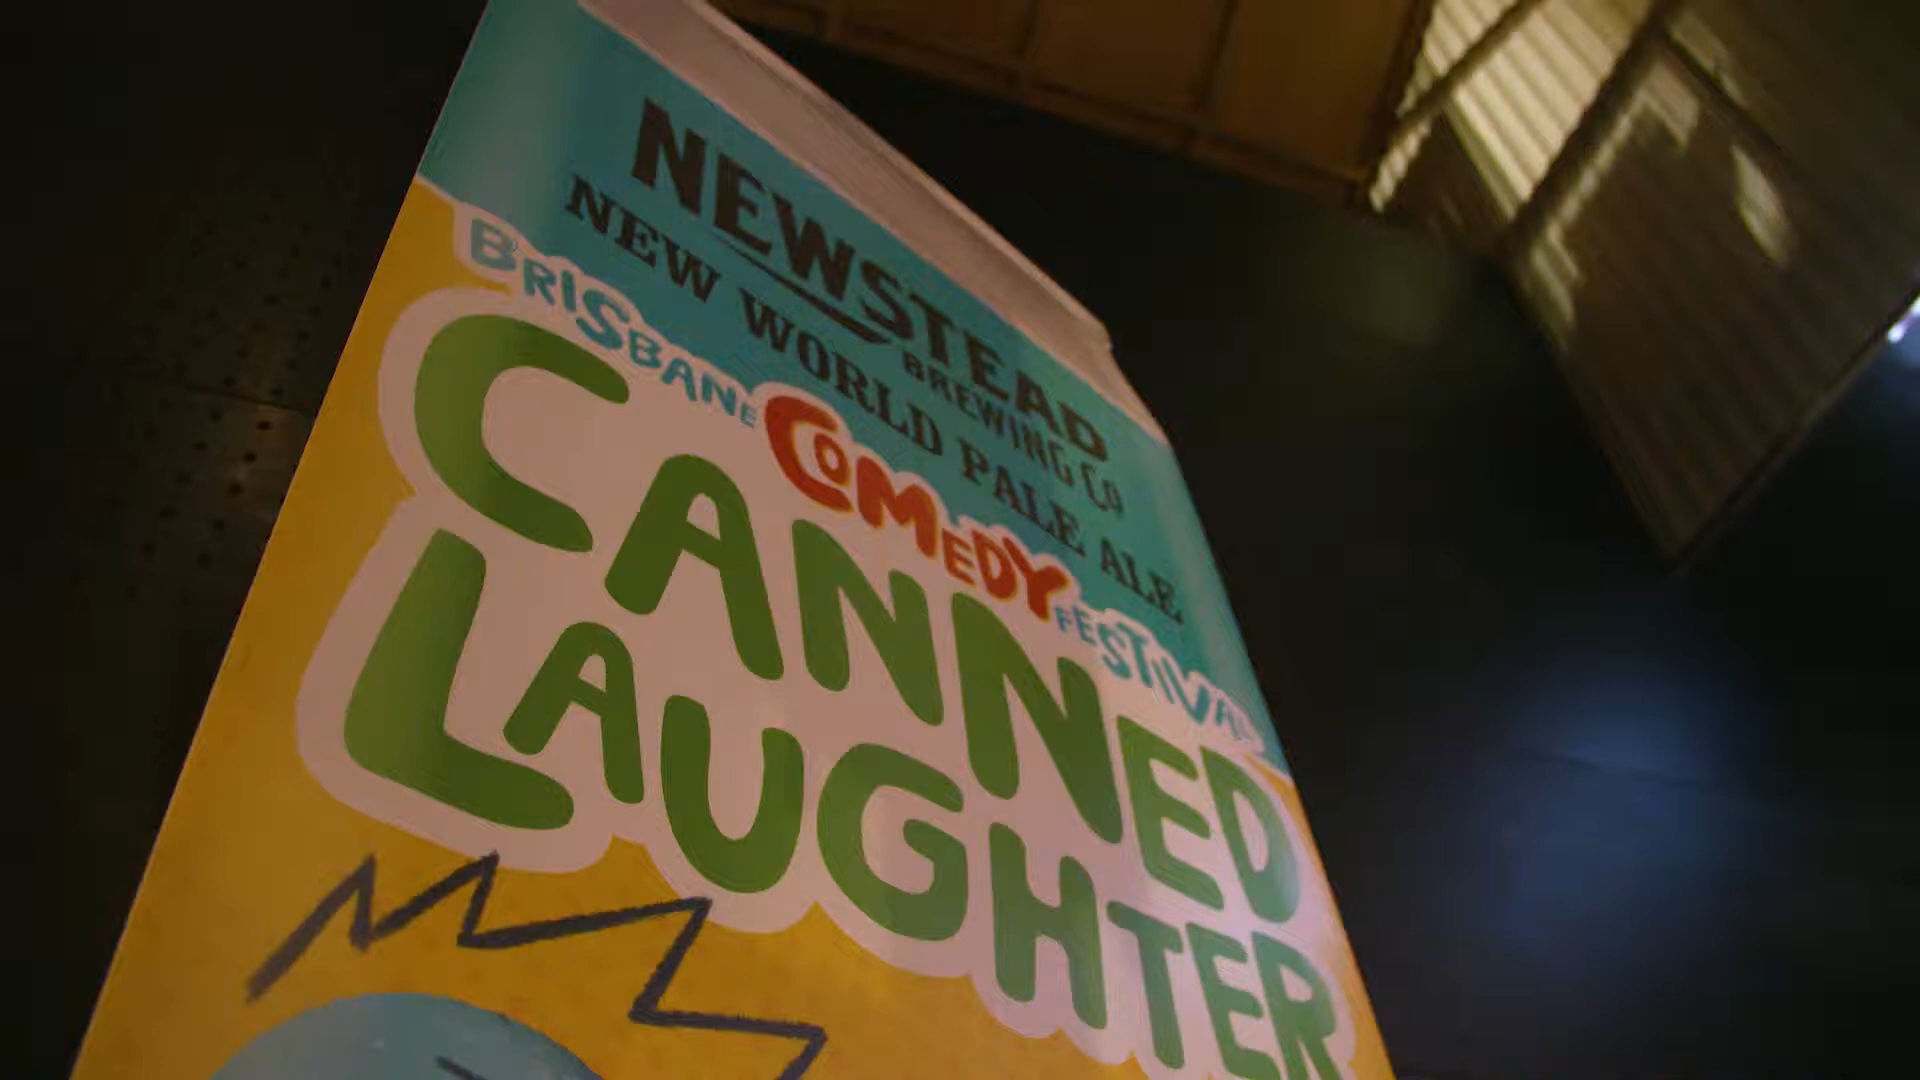 NEWSTEAD
BREWING CO
NEW WORLD PALE ALE
BRISBANE COMEDY FESTIVAL
CANNED
LAUGHTER